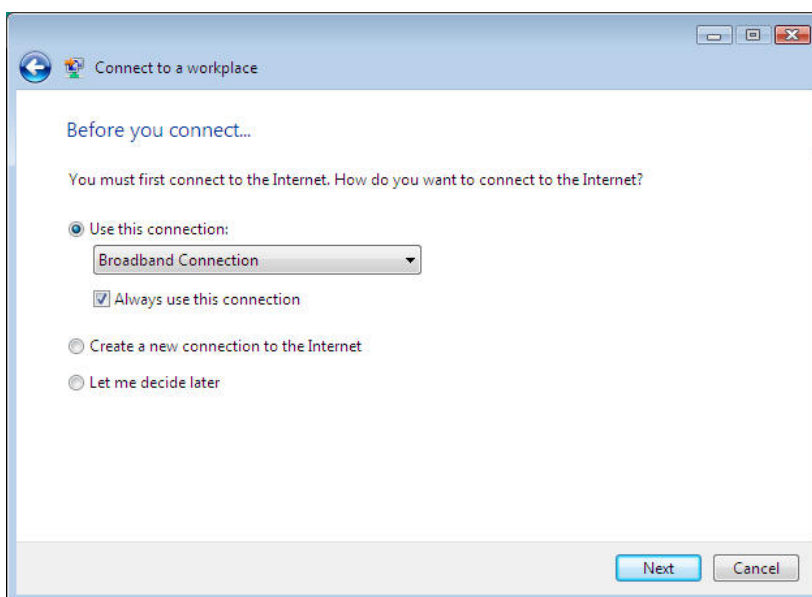 Connect to a workplace
Before you connect...
You must first connect to the Internet. How do you want to connect to the Internet?
Use this connection:
Broadband Connection
Always use this connection
Create a new connection to the Internet
Let me decide later
Next Cancel